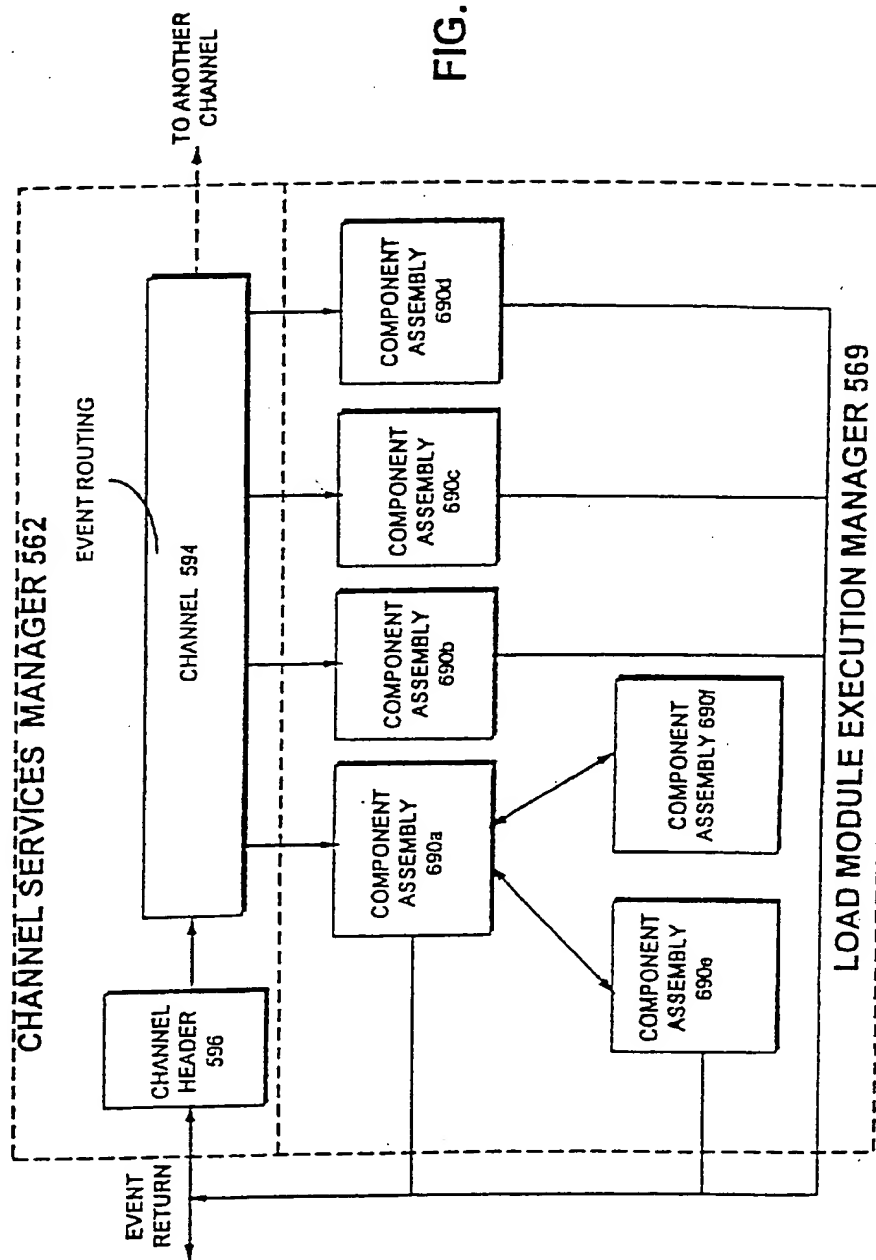 CHANNEL SERVICES MANAGER 562
EVENT ROUTING
TO ANOTHER
CHANNEL
CHANNEL
HEADER
596
CHANNEL 594
EVENT
RETURN
COMPONENT
ASSEMBLY
690a
COMPONENT
ASSEMBLY
690b
COMPONENT
ASSEMBLY
690c
COMPONENT
ASSEMBLY
690d
COMPONENT
ASSEMBLY
690e
COMPONENT
ASSEMBLY 690f
LOAD MODULE EXECUTION MANAGER 569
FIG.